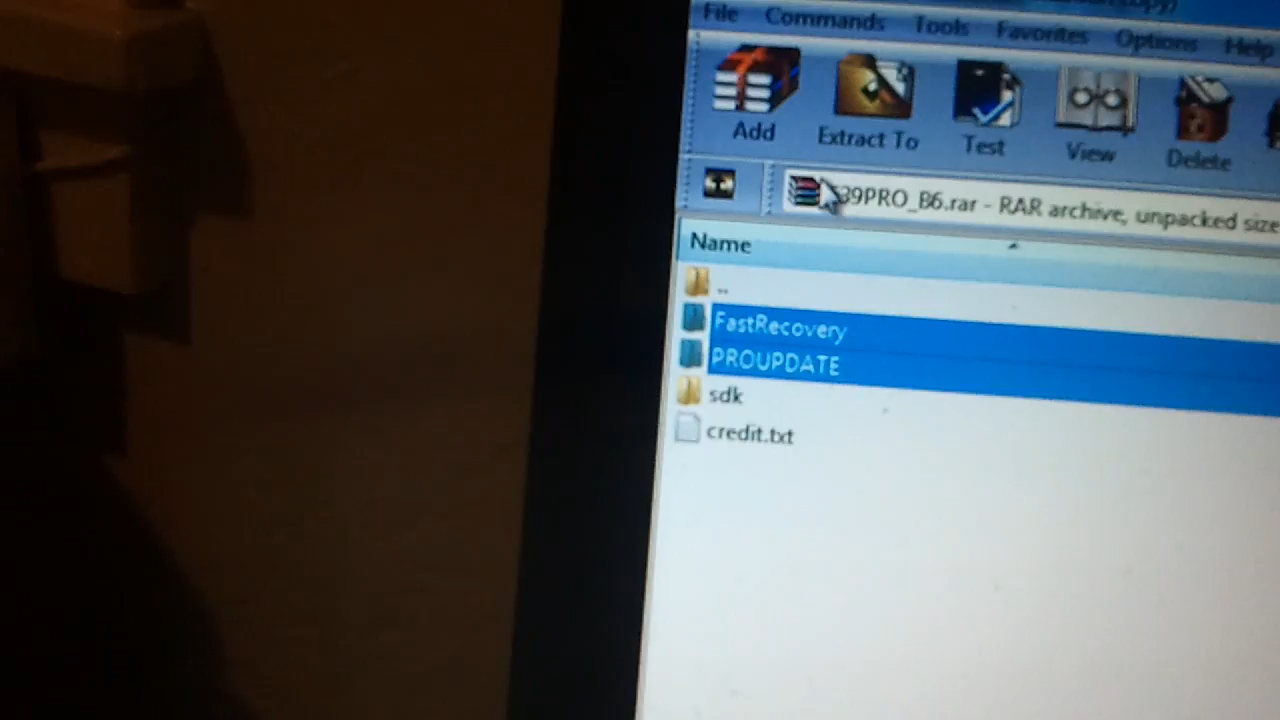 File Commands Tools Favorites Options Help
Add Extract To Test View Delete
39PRO_B6.rar - RAR archive, unpacked size
Name
..
FastRecovery
PROUPDATE
sdk
credit.txt